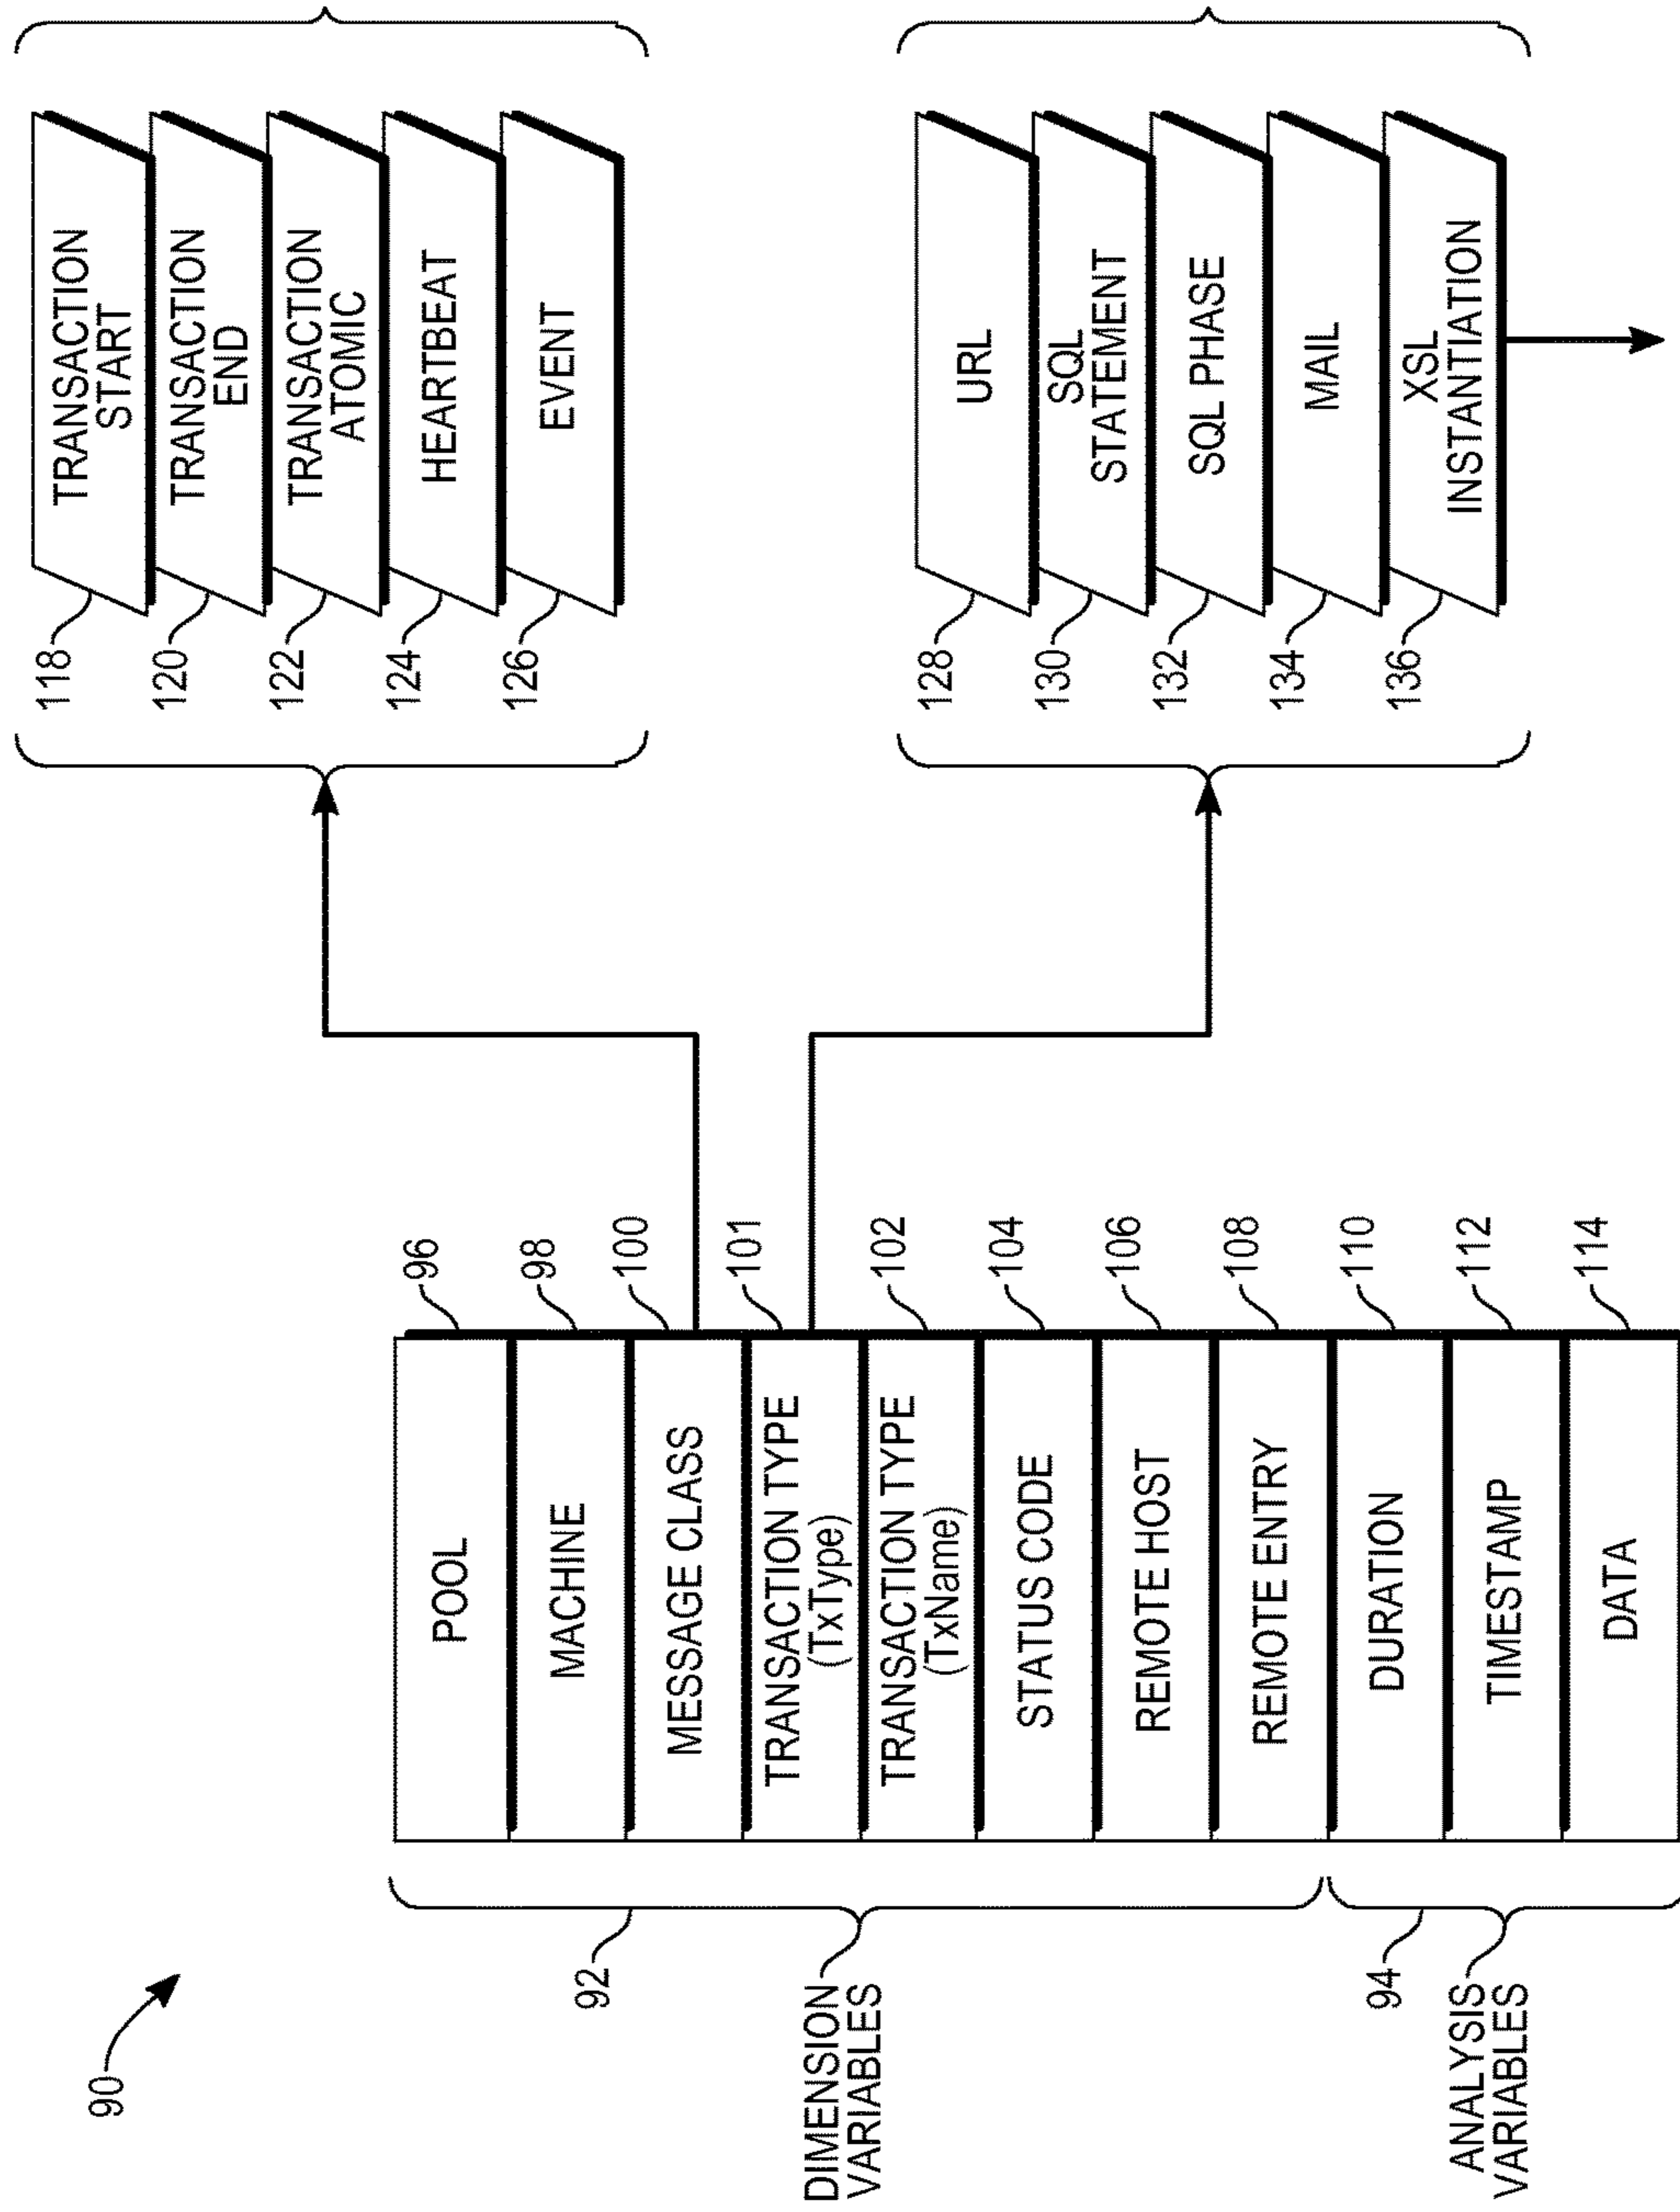 90
92
DIMENSION
VARIABLES
94
ANALYSIS
VARIABLES
POOL
96
MACHINE
98
MESSAGE CLASS
100
TRANSACTION TYPE
(TxType)
101
TRANSACTION TYPE
(TxName)
102
STATUS CODE
104
REMOTE HOST
106
REMOTE ENTRY
108
DURATION
110
TIMESTAMP
112
DATA
114
118
TRANSACTION
START
120
TRANSACTION
END
122
TRANSACTION
ATOMIC
124
HEARTBEAT
126
EVENT
128
URL
130
SQL
STATEMENT
132
SQL PHASE
134
MAIL
136
XSL
INSTANTIATION